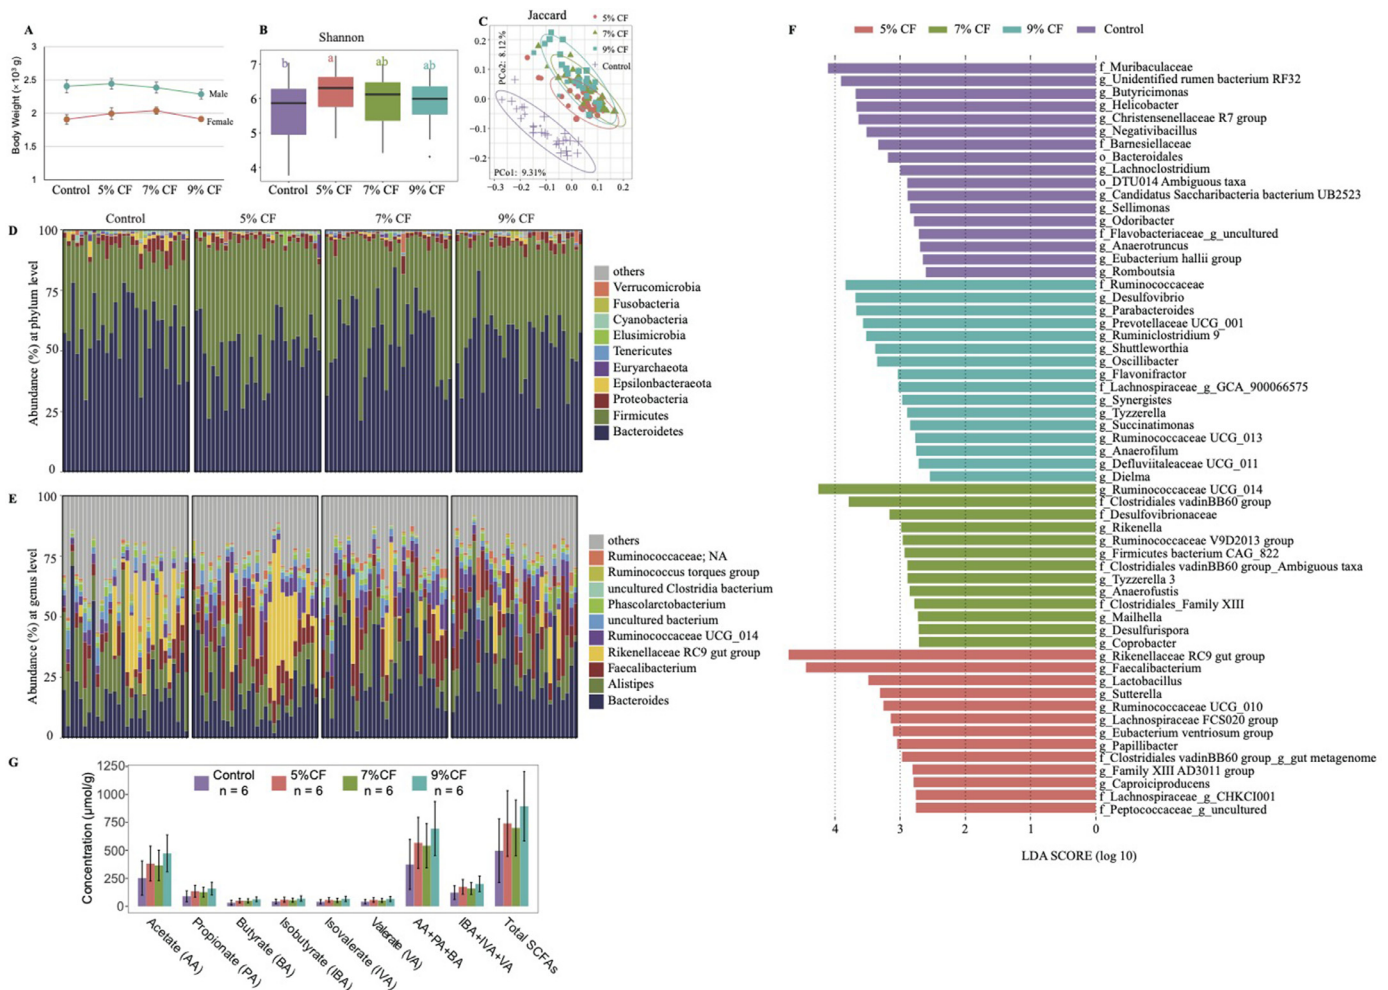 A
Body Weight (×10³ g)
3
2.5
2
1.5
1
Male
Female
Control 5% CF 7% CF 9% CF
B
Shannon
b a ab ab
7
6
5
4
Control 5% CF 7% CF 9% CF
C
Jaccard
5% CF
7% CF
9% CF
Control
PCo2: 8.12 %
0.2
0.1
0.0
−0.1
−0.2
PCo1: 9.31%
−0.3 −0.1 0.0 0.1 0.2
D
Control 5% CF 7% CF 9% CF
Abundance (%) at phylum level
100
75
50
25
0
others
Verrucomicrobia
Fusobacteria
Cyanobacteria
Elusimicrobia
Tenericutes
Euryarchaeota
Epsilonbacteraeota
Proteobacteria
Firmicutes
Bacteroidetes
E
Abundance (%) at genus level
100
75
50
25
0
others
Ruminococcaceae; NA
Ruminococcus torques group
uncultured Clostridia bacterium
Phascolarctobacterium
uncultured bacterium
Ruminococcaceae UCG_014
Rikenellaceae RC9 gut group
Faecalibacterium
Alistipes
Bacteroides
G
Concentration (μmol/g)
1250
1000
750
500
250
0
Control 5%CF 7%CF 9%CF
n = 6 n = 6 n = 6 n = 6
Acetate (AA)
Propionate (PA)
Butyrate (BA)
Isobutyrate (IBA)
Isovalerate (IVA)
Valerate (VA)
AA+PA+BA
IBA+IVA+VA
Total SCFAs
F
5% CF 7% CF 9% CF Control
f_Muribaculaceae
g_Unidentified rumen bacterium RF32
g_Butyricimonas
g_Helicobacter
g_Christensenellaceae R7 group
g_Negativibacillus
f_Barnesiellaceae
o_Bacteroidales
g_Lachnoclostridium
o_DTU014 Ambiguous taxa
g_Candidatus Saccharibacteria bacterium UB2523
g_Sellimonas
g_Odoribacter
f_Flavobacteriaceae_g_uncultured
g_Anaerotruncus
g_Eubacterium hallii group
g_Romboutsia
f_Ruminococcaceae
g_Desulfovibrio
g_Parabacteroides
g_Prevotellaceae UCG_001
g_Ruminiclostridium 9
g_Shuttleworthia
g_Oscillibacter
g_Flavonifractor
f_Lachnospiraceae_g_GCA_900066575
g_Synergistes
g_Tyzzerella
g_Succinatimonas
g_Ruminococcaceae UCG_013
g_Anaerofilum
g_Defluviitaleaceae UCG_011
g_Dielma
g_Ruminococcaceae UCG_014
f_Clostridiales vadinBB60 group
f_Desulfovibrionaceae
g_Rikenella
g_Ruminococcaceae V9D2013 group
g_Firmicutes bacterium CAG_822
f_Clostridiales vadinBB60 group_Ambiguous taxa
g_Tyzzerella 3
g_Anaerofustis
f_Clostridiales_Family XIII
g_Mailhella
g_Desulfurispora
g_Coprobacter
g_Rikenellaceae RC9 gut group
g_Faecalibacterium
g_Lactobacillus
g_Sutterella
g_Ruminococcaceae UCG_010
g_Lachnospiraceae FCS020 group
g_Eubacterium ventriosum group
g_Papillibacter
f_Clostridiales vadinBB60 group_g_gut metagenome
g_Family XIII AD3011 group
g_Caproiciproducens
f_Lachnospiraceae_g_CHKCI001
f_Peptococcaceae_g_uncultured
4 3 2 1 0
LDA SCORE (log 10)